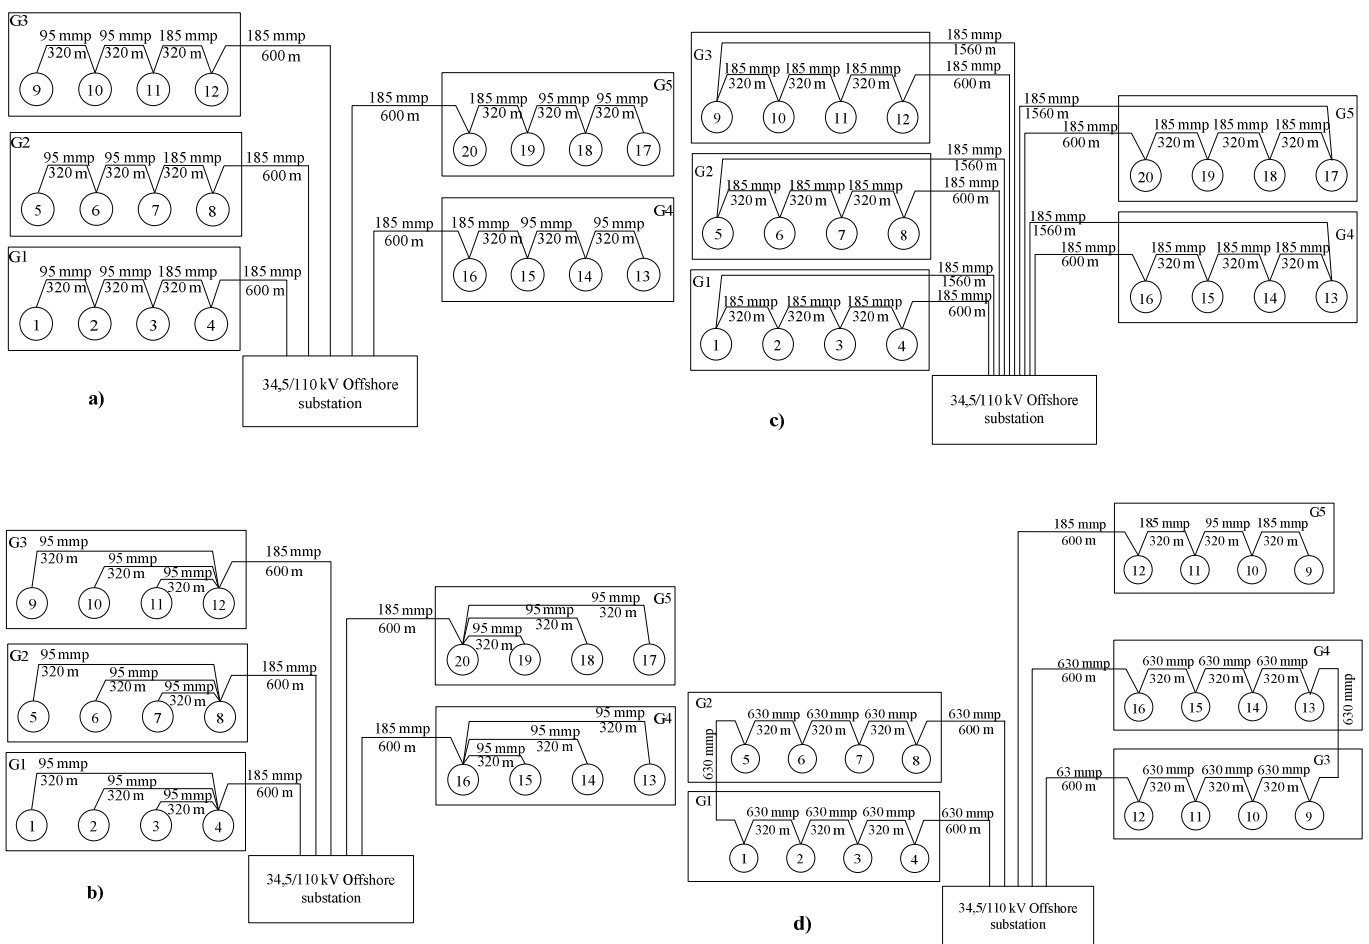 G3
95 mmp 95 mmp 185 mmp 185 mmp
320 m 320 m 320 m 600 m
9 10 11 12
G2
95 mmp 95 mmp 185 mmp 185 mmp
320 m 320 m 320 m 600 m
5 6 7 8
G1
95 mmp 95 mmp 185 mmp 185 mmp
320 m 320 m 320 m 600 m
1 2 3 4
G5
185 mmp 185 mmp 95 mmp 95 mmp
600 m 320 m 320 m 320 m
20 19 18 17
G4
185 mmp 185 mmp 95 mmp 95 mmp
600 m 320 m 320 m 320 m
16 15 14 13
34,5/110 kV Offshore
substation
a)
G3
185 mmp
1560 m
185 mmp 185 mmp 185 mmp 185 mmp
320 m 320 m 320 m 600 m
9 10 11 12
G2
185 mmp
1560 m
185 mmp 185 mmp 185 mmp 185 mmp
320 m 320 m 320 m 600 m
5 6 7 8
G1
185 mmp
1560 m
185 mmp 185 mmp 185 mmp 185 mmp
320 m 320 m 320 m 600 m
1 2 3 4
185 mmp
1560 m
G5
185 mmp 185 mmp 185 mmp 185 mmp
600 m 320 m 320 m 320 m
20 19 18 17
185 mmp
1560 m
G4
185 mmp 185 mmp 185 mmp 185 mmp
600 m 320 m 320 m 320 m
16 15 14 13
34,5/110 kV Offshore
substation
c)
G3 95 mmp
320 m
95 mmp
320 m
95 mmp
320 m
185 mmp
600 m
9 10 11 12
G2 95 mmp
320 m
95 mmp
320 m
95 mmp
320 m
185 mmp
600 m
5 6 7 8
G1 95 mmp
320 m
95 mmp
320 m
95 mmp
320 m
185 mmp
600 m
1 2 3 4
185 mmp
600 m
95 mmp G5
320 m
95 mmp
320 m
95 mmp
320 m
20 19 18 17
185 mmp
600 m
95 mmp G4
320 m
95 mmp
320 m
95 mmp
320 m
16 15 14 13
34,5/110 kV Offshore
substation
b)
G5
185 mmp 185 mmp 95 mmp 185 mmp
600 m 320 m 320 m 320 m
12 11 10 9
G4
630 mmp 630 mmp 630 mmp 630 mmp
600 m 320 m 320 m 320 m
16 15 14 13
630 mmp
G3
63 mmp 630 mmp 630 mmp 630 mmp
600 m 320 m 320 m 320 m
12 11 10 9
G2
630 mmp 630 mmp 630 mmp 630 mmp
320 m 320 m 320 m 600 m
5 6 7 8
630 mmp
G1
630 mmp 630 mmp 630 mmp 630 mmp
320 m 320 m 320 m 600 m
1 2 3 4
34,5/110 kV Offshore
substation
d)